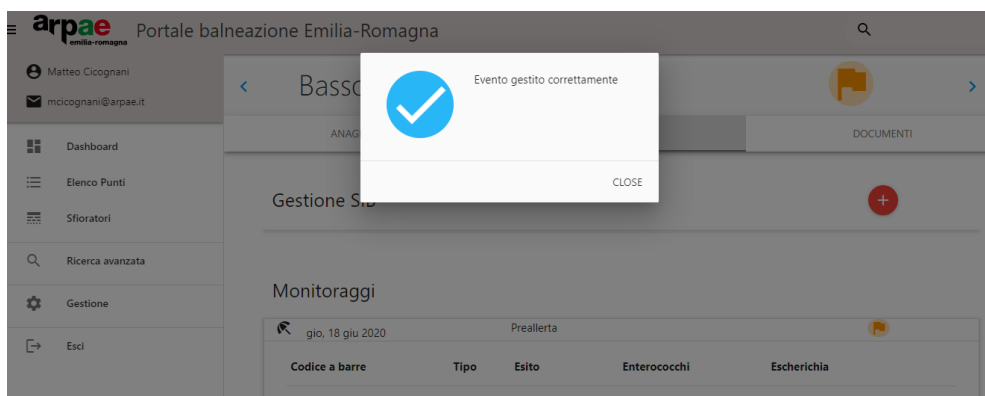 arpae
emilia-romagna
Portale balneazione Emilia-Romagna
Matteo Cicognani
mcicognani@arpae.it
Dashboard
Elenco Punti
Sfioratori
Ricerca avanzata
Gestione
Esci
Evento gestito correttamente
CLOSE
DOCUMENTI
Gestione
Monitoraggi
gio, 18 giu 2020 Preallerta
Codice a barre Tipo Esito Enterococchi Escherichia